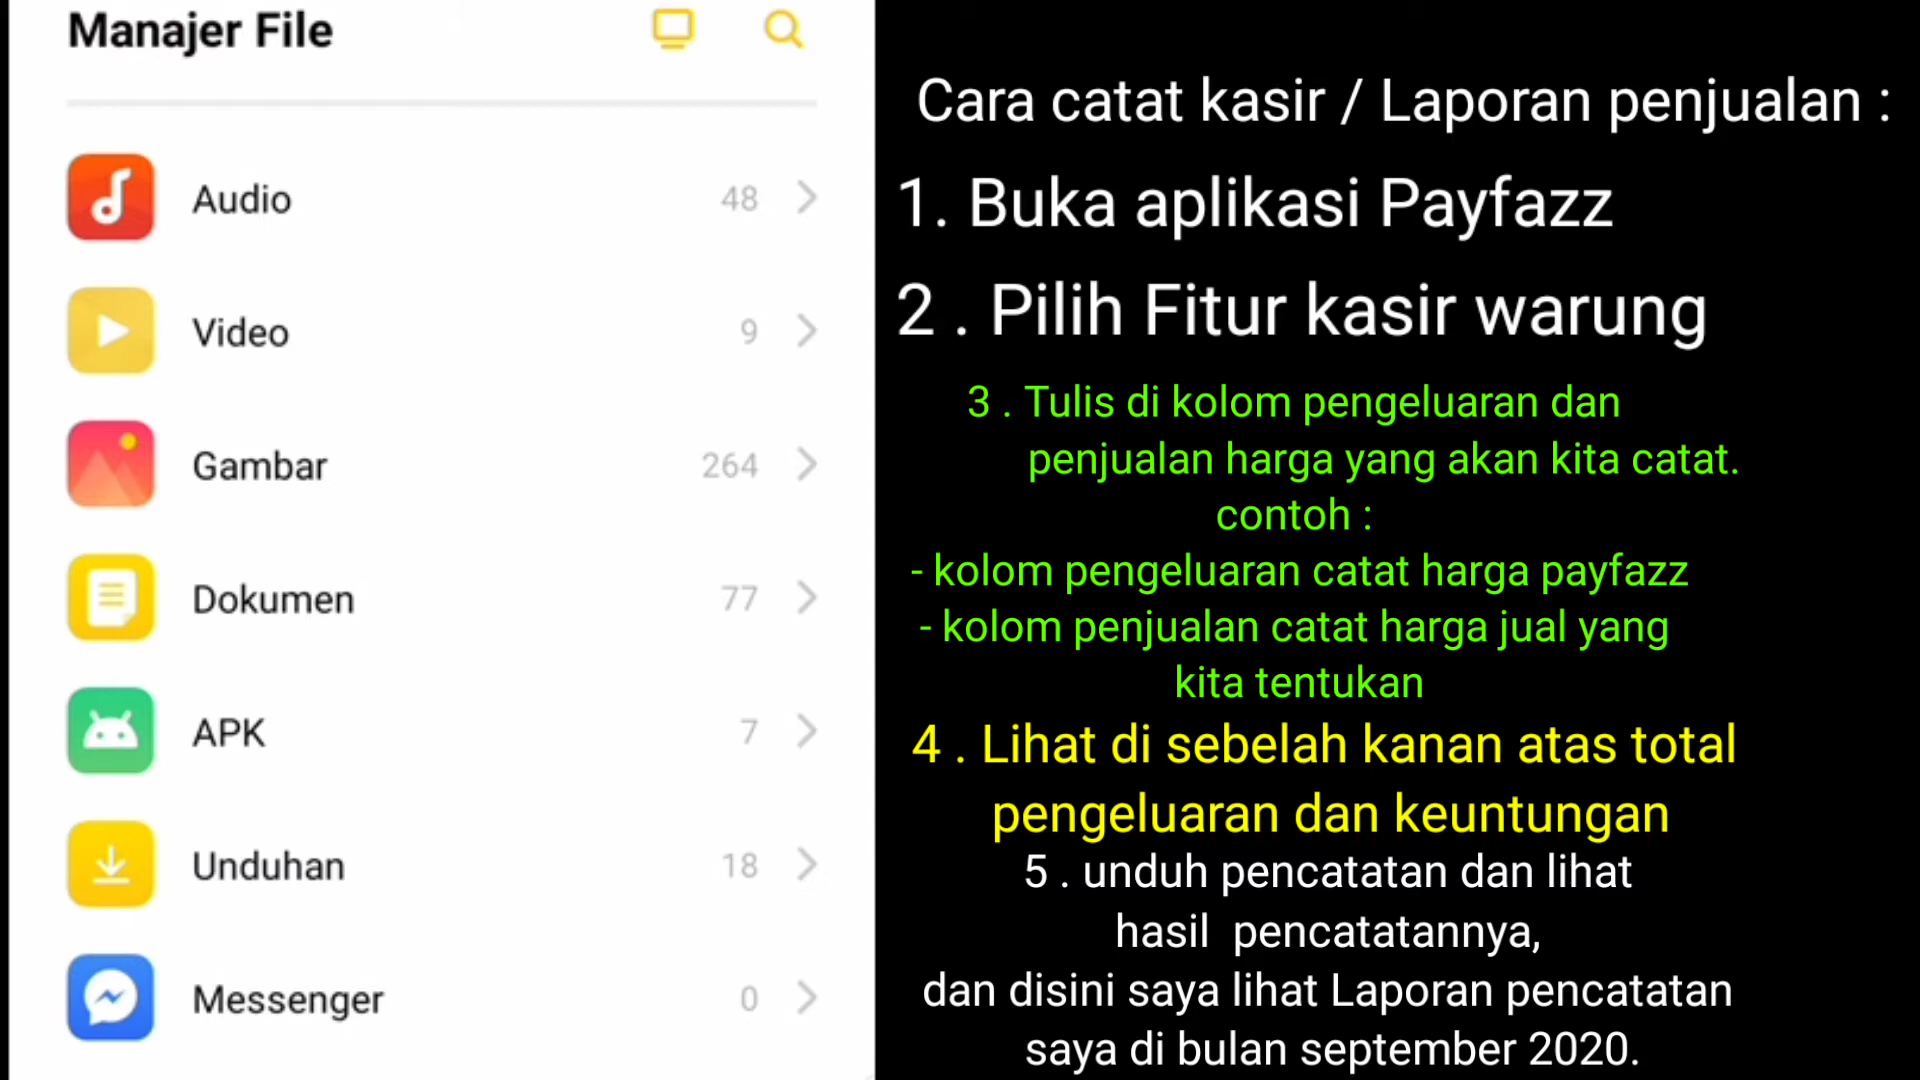 Manajer File
Audio 48
Video 9
Gambar 264
Dokumen 77
APK 7
Unduhan 18
Messenger 0
Cara catat kasir / Laporan penjualan :
1. Buka aplikasi Payfazz
2 . Pilih Fitur kasir warung
3 . Tulis di kolom pengeluaran dan
penjualan harga yang akan kita catat.
contoh :
- kolom pengeluaran catat harga payfazz
- kolom penjualan catat harga jual yang
kita tentukan
4 . Lihat di sebelah kanan atas total
pengeluaran dan keuntungan
5 . unduh pencatatan dan lihat
hasil pencatatannya,
dan disini saya lihat Laporan pencatatan
saya di bulan september 2020.